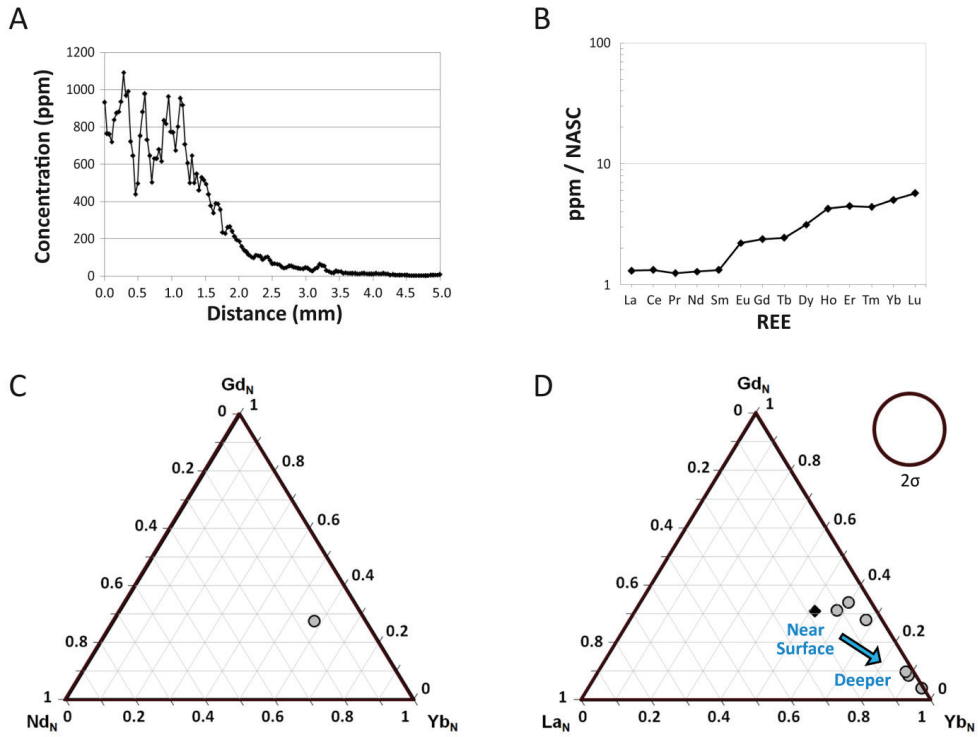 A
Concentration (ppm)
1200
1000
800
600
400
200
0
0.0 0.5 1.0 1.5 2.0 2.5 3.0 3.5 4.0 4.5 5.0
Distance (mm)
B
ppm / NASC
100
10
1
La Ce Pr Nd Sm Eu Gd Tb Dy Ho Er Tm Yb Lu
REE
C
Gd_N
0 1
0.2 0.8
0.4 0.6
0.6 0.4
0.8 0.2
1 0
0 0.2 0.4 0.6 0.8 1
Nd_N Yb_N
D
Gd_N
0 1
2σ
0.2 0.8
0.4 0.6
0.6 0.4
Near
Surface
0.8 0.2
Deeper
1 0
0 0.2 0.4 0.6 0.8 1
La_N Yb_N